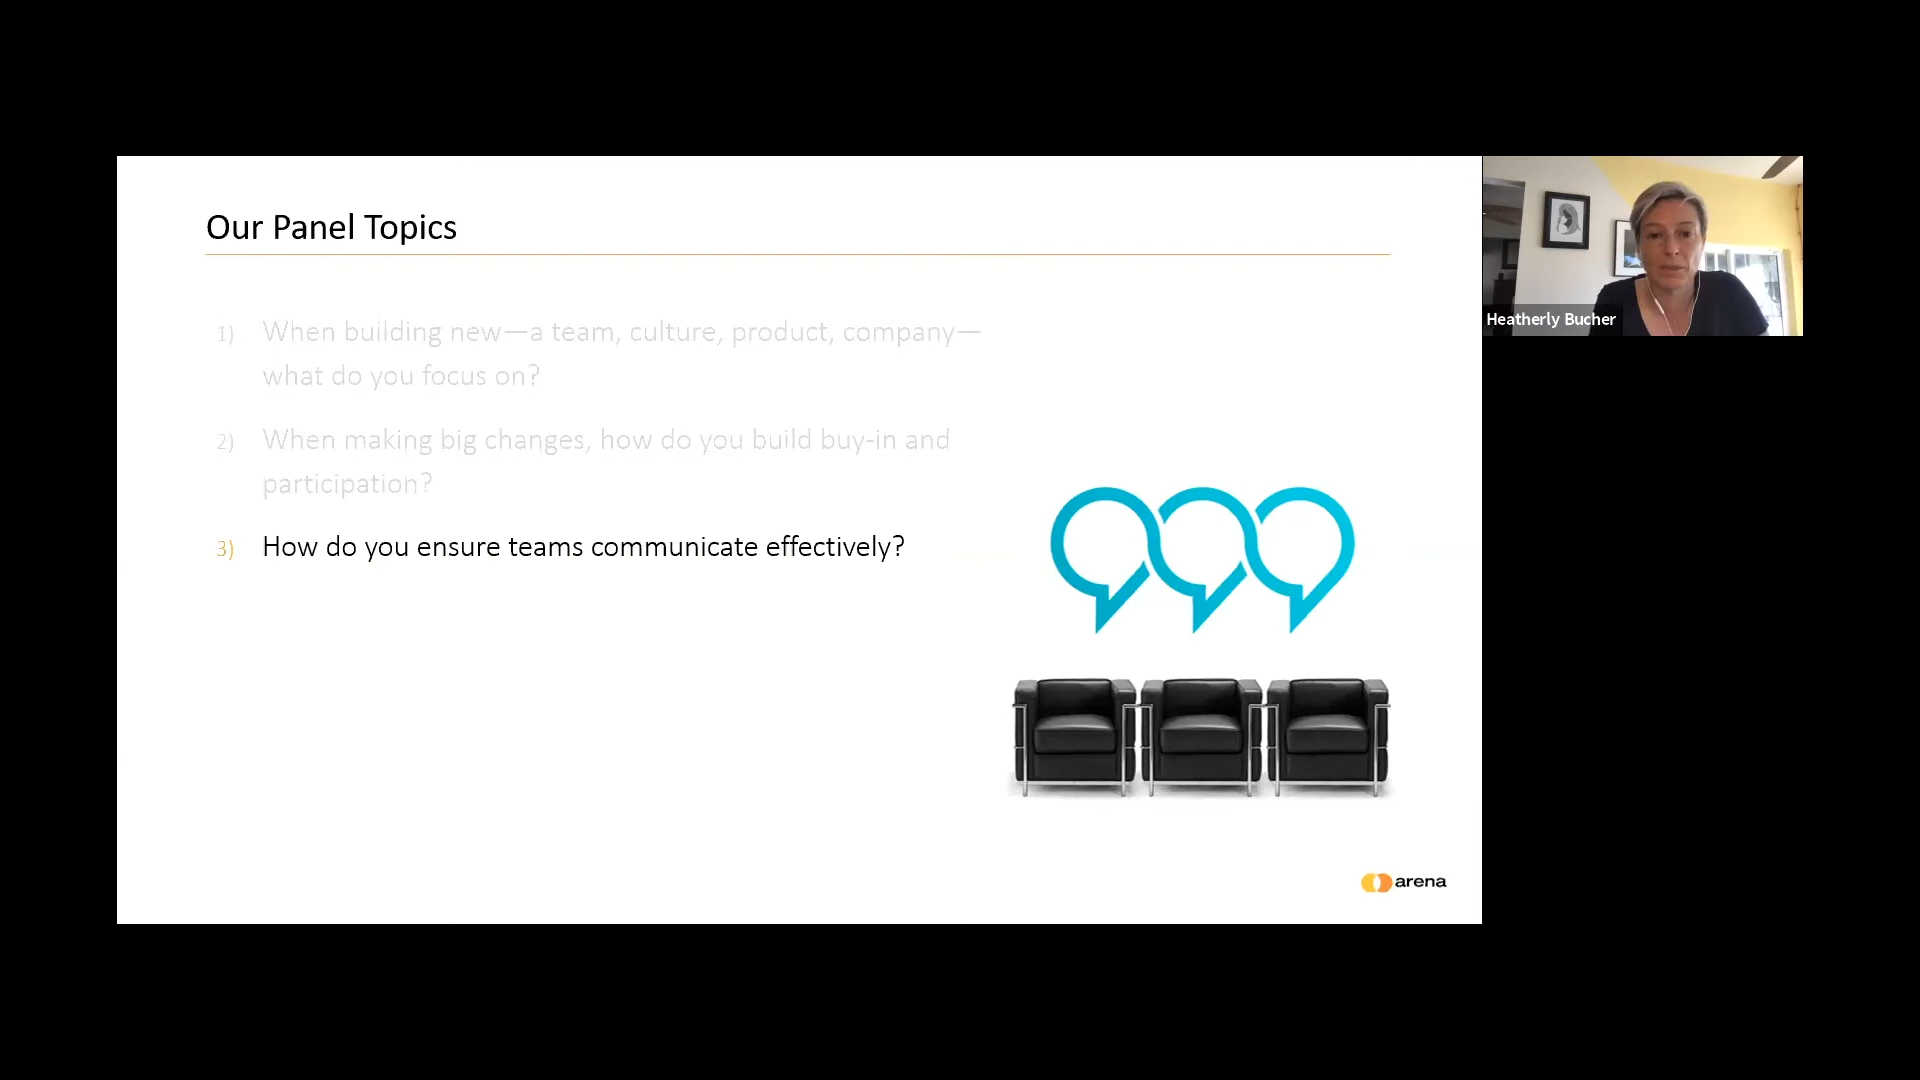 Our Panel Topics
1) When building new—a team, culture, product, company—
what do you focus on?
2) When making big changes, how do you build buy-in and
participation?
3) How do you ensure teams communicate effectively?
arena
Heatherly Bucher